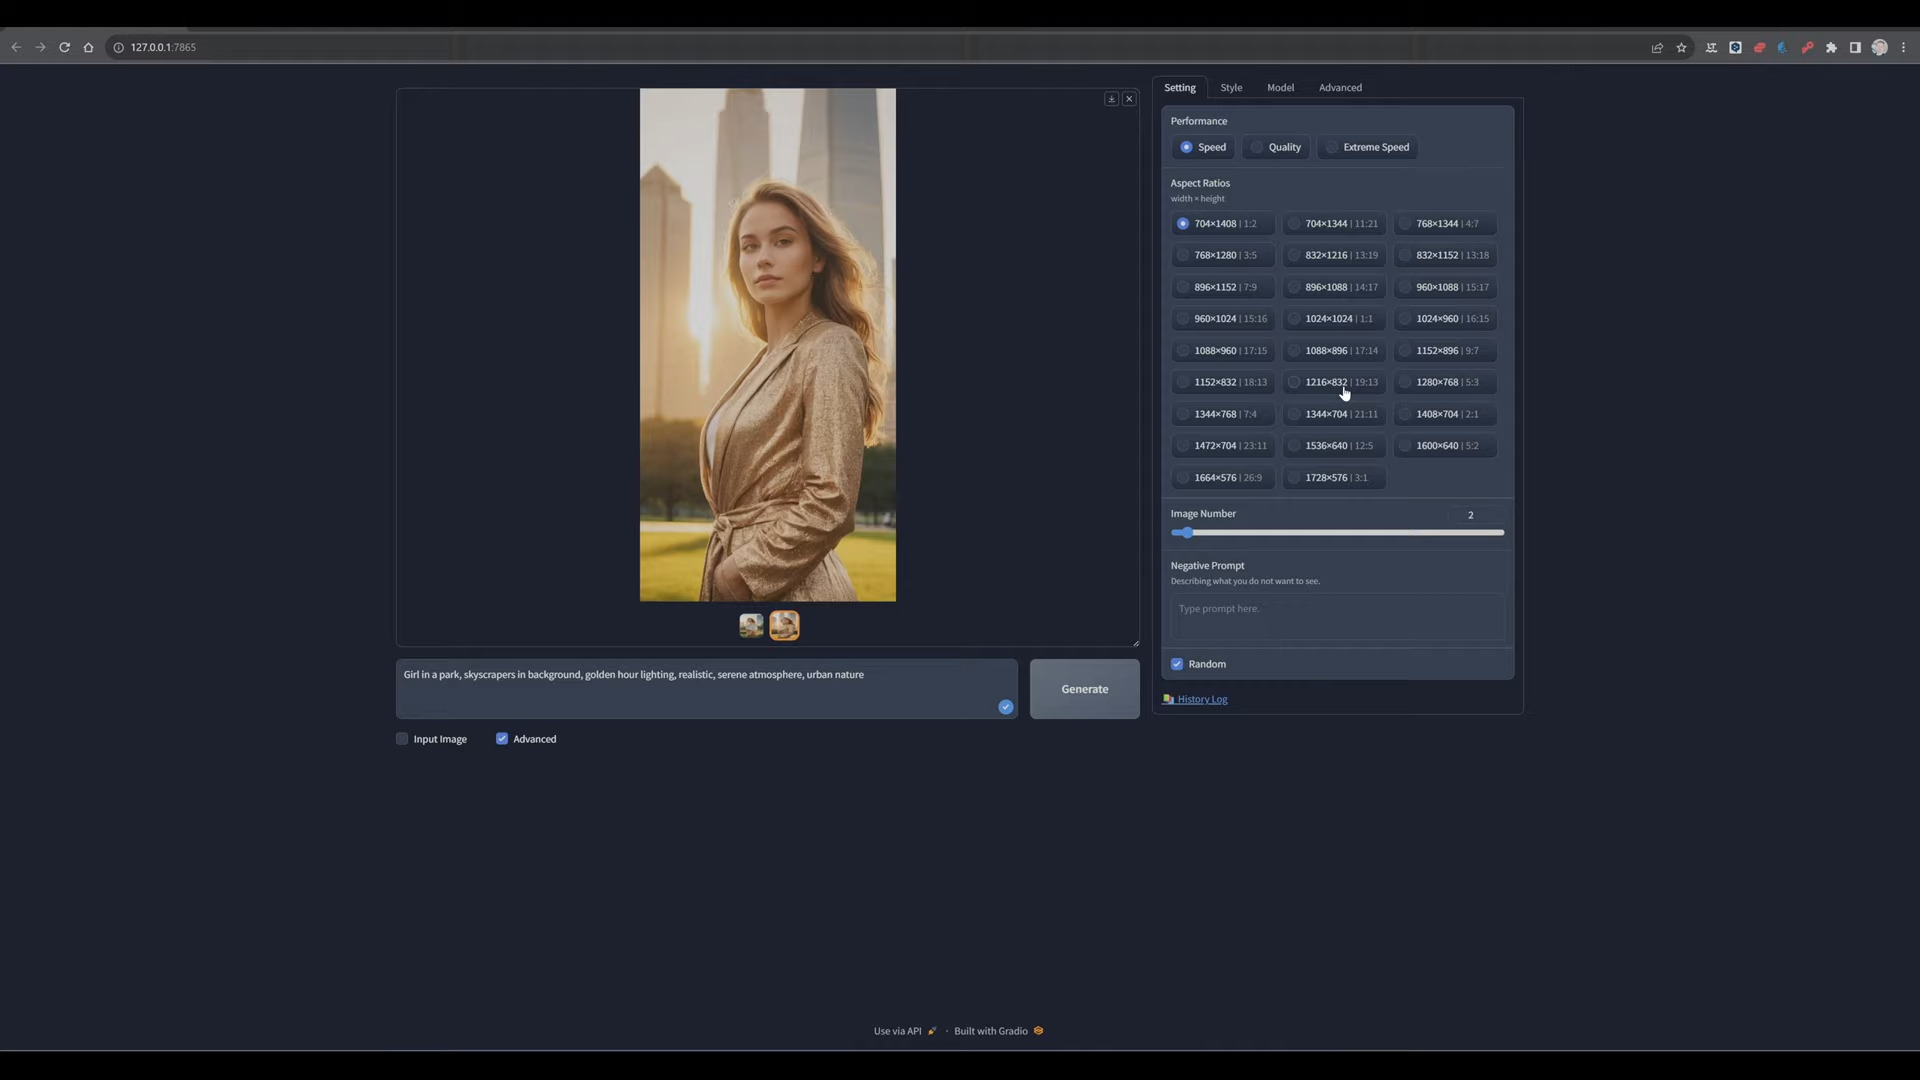 127.0.0.1:7865
Setting Style Model Advanced
Performance
Speed Quality Extreme Speed
Aspect Ratios
width × height
704×1408 | 1:2 704×1344 | 11:21 768×1344 | 4:7
768×1280 | 3:5 832×1216 | 13:19 832×1152 | 13:18
896×1152 | 7:9 896×1088 | 14:17 960×1088 | 15:17
960×1024 | 15:16 1024×1024 | 1:1 1024×960 | 16:15
1088×960 | 17:15 1088×896 | 17:14 1152×896 | 9:7
1152×832 | 18:13 1216×832 | 19:13 1280×768 | 5:3
1344×768 | 7:4 1344×704 | 21:11 1408×704 | 2:1
1472×704 | 23:11 1536×640 | 12:5 1600×640 | 5:2
1664×576 | 26:9 1728×576 | 3:1
Image Number 2
Negative Prompt
Describing what you do not want to see.
Type prompt here.
Random
History Log
Girl in a park, skyscrapers in background, golden hour lighting, realistic, serene atmosphere, urban nature
Generate
Input Image Advanced
Use via API · Built with Gradio